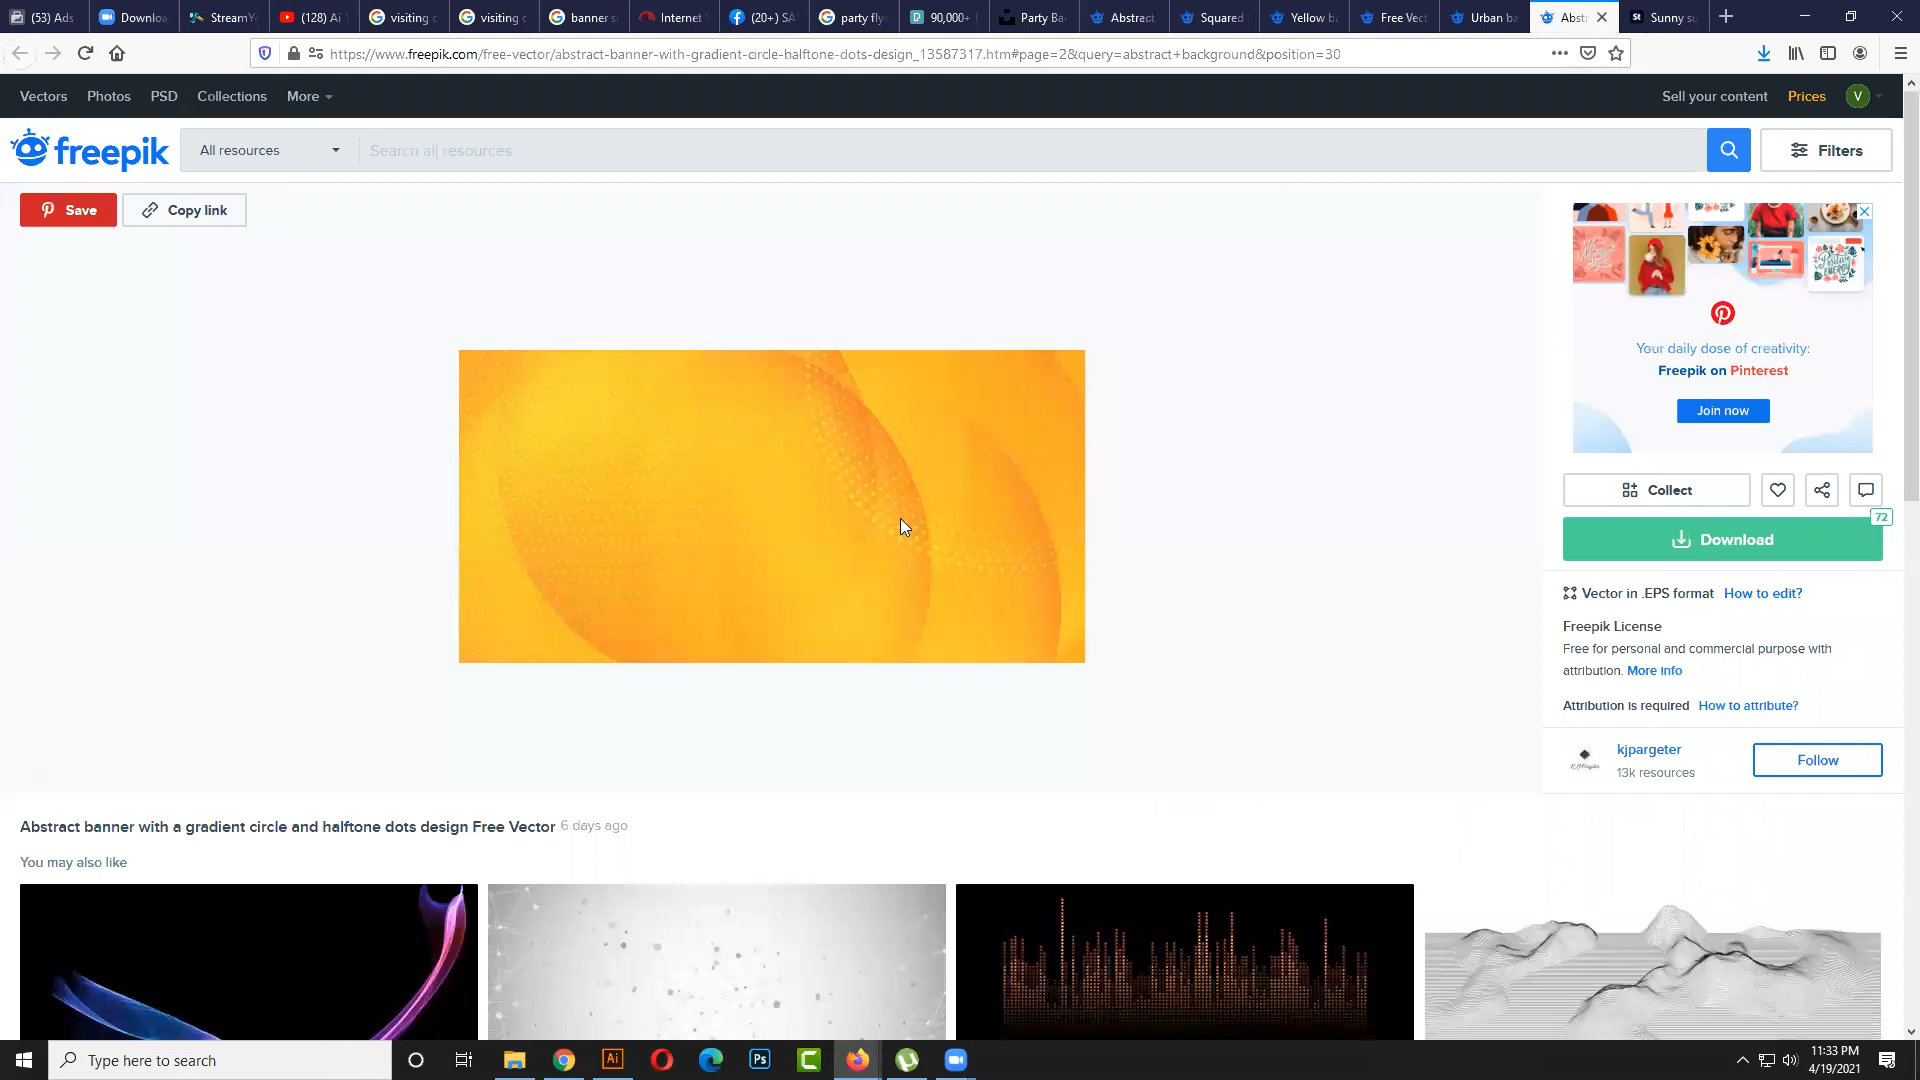 (53) Ads
Downloa
StreamY
(128) Ai T
visiting c
visiting c
banner s
Internet
(20+) SA
party fly
90,000+
Party Ba
Abstract
Squared
Yellow b
Free Vect
Urban b
Abstr
Sunny su
https://www.freepik.com/free-vector/abstract-banner-with-gradient-circle-halftone-dots-design_13587317.htm#page=2&query=abstract+background&position=30
Vectors Photos PSD Collections More
Sell your content Prices V
freepik All resources Search all resources Filters
Save Copy link
POSITIVE ENERGY
Your daily dose of creativity:
Freepik on Pinterest
Join now
Collect
72
Download
Vector in .EPS format How to edit?
Freepik License
Free for personal and commercial purpose with
attribution. More info
Attribution is required How to attribute?
kjpargeter
13k resources
Follow
Abstract banner with a gradient circle and halftone dots design Free Vector 6 days ago
You may also like
Type here to search
Ai
Ps
11:33 PM
4/19/2021